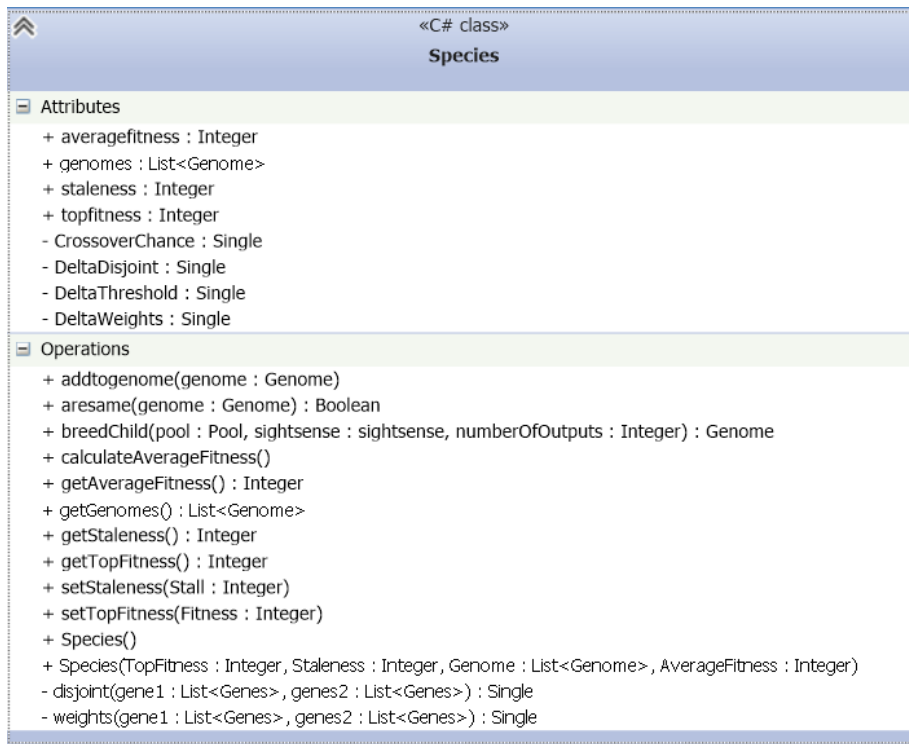 «C# class»
Species
Attributes
+ averagefitness : Integer
+ genomes : List<Genome>
+ staleness : Integer
+ topfitness : Integer
- CrossoverChance : Single
- DeltaDisjoint : Single
- DeltaThreshold : Single
- DeltaWeights : Single
Operations
+ addtogenome(genome : Genome)
+ aresame(genome : Genome) : Boolean
+ breedChild(pool : Pool, sightsense : sightsense, numberOfOutputs : Integer) : Genome
+ calculateAverageFitness()
+ getAverageFitness() : Integer
+ getGenomes() : List<Genome>
+ getStaleness() : Integer
+ getTopFitness() : Integer
+ setStaleness(Stall : Integer)
+ setTopFitness(Fitness : Integer)
+ Species()
+ Species(TopFitness : Integer, Staleness : Integer, Genome : List<Genome>, AverageFitness : Integer)
- disjoint(gene1 : List<Genes>, genes2 : List<Genes>) : Single
- weights(gene1 : List<Genes>, genes2 : List<Genes>) : Single